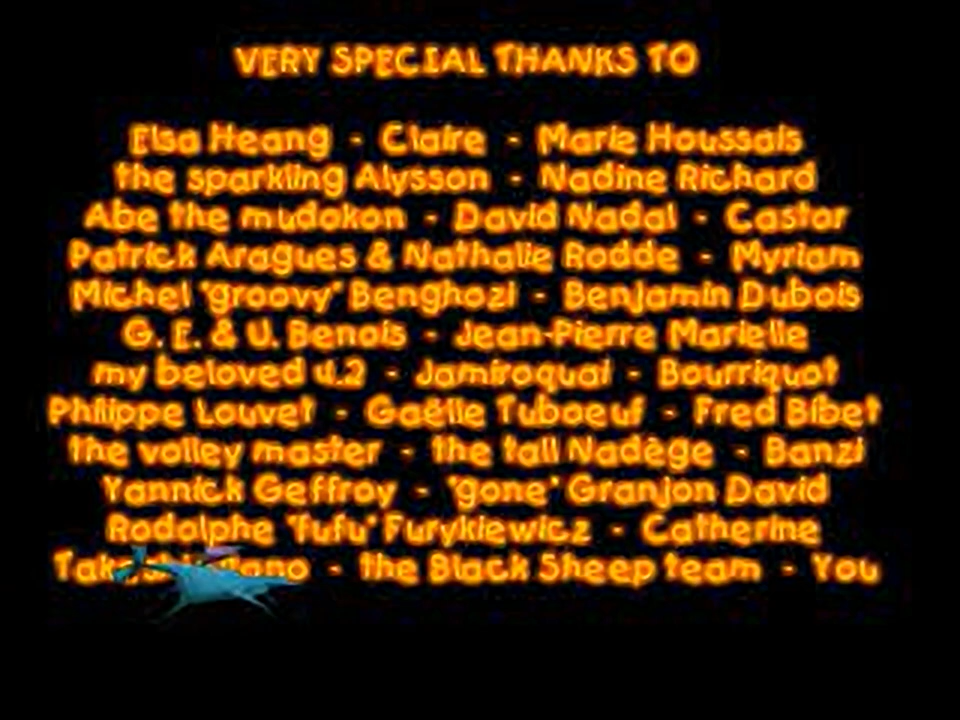 VERY SPECIAL THANKS TO
Elsa Heang - Claire - Marie Houssais
the sparkling Alysson - Nadine Richard
Abe the mudokon - David Nadal - Castor
Patrick Aragues & Nathalie Rodde - Myriam
Michel 'groovy' Benghozi - Benjamin Dubois
G. E. & U. Benois - Jean-Pierre Marielle
my beloved 4.2 - Jamiroquai - Bourriquot
Philippe Louvet - Gaëlle Tuboeuf - Fred Bibet
the volley master - the tall Nadège - Banzi
Yannick Geffroy - 'gone' Granjon David
Rodolphe 'fufu' Furykiewicz - Catherine
- the Black Sheep team - You